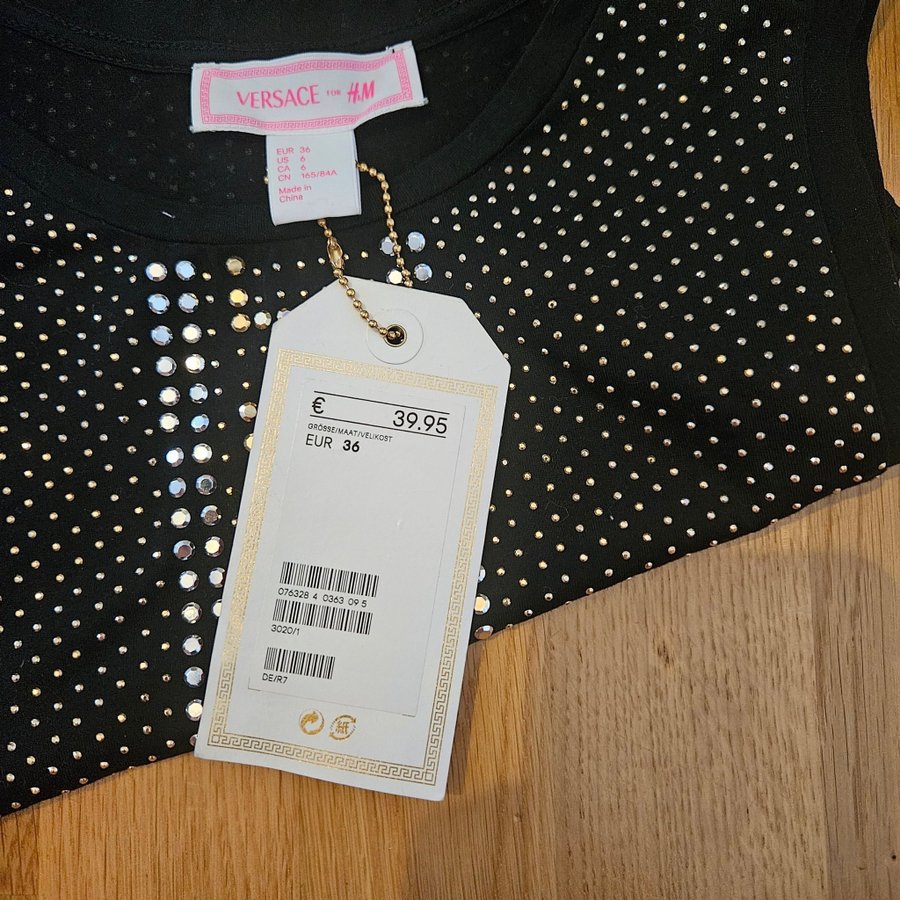 VERSACE FOR H&M
EUR 36
US 6
CA 6
CN 165/84A
Made in
China
€ 39.95
GRÖSSE/MAAT/VELIKOST
EUR 36
076328 4 0363 09 5
3020/1
DE/R7
紙